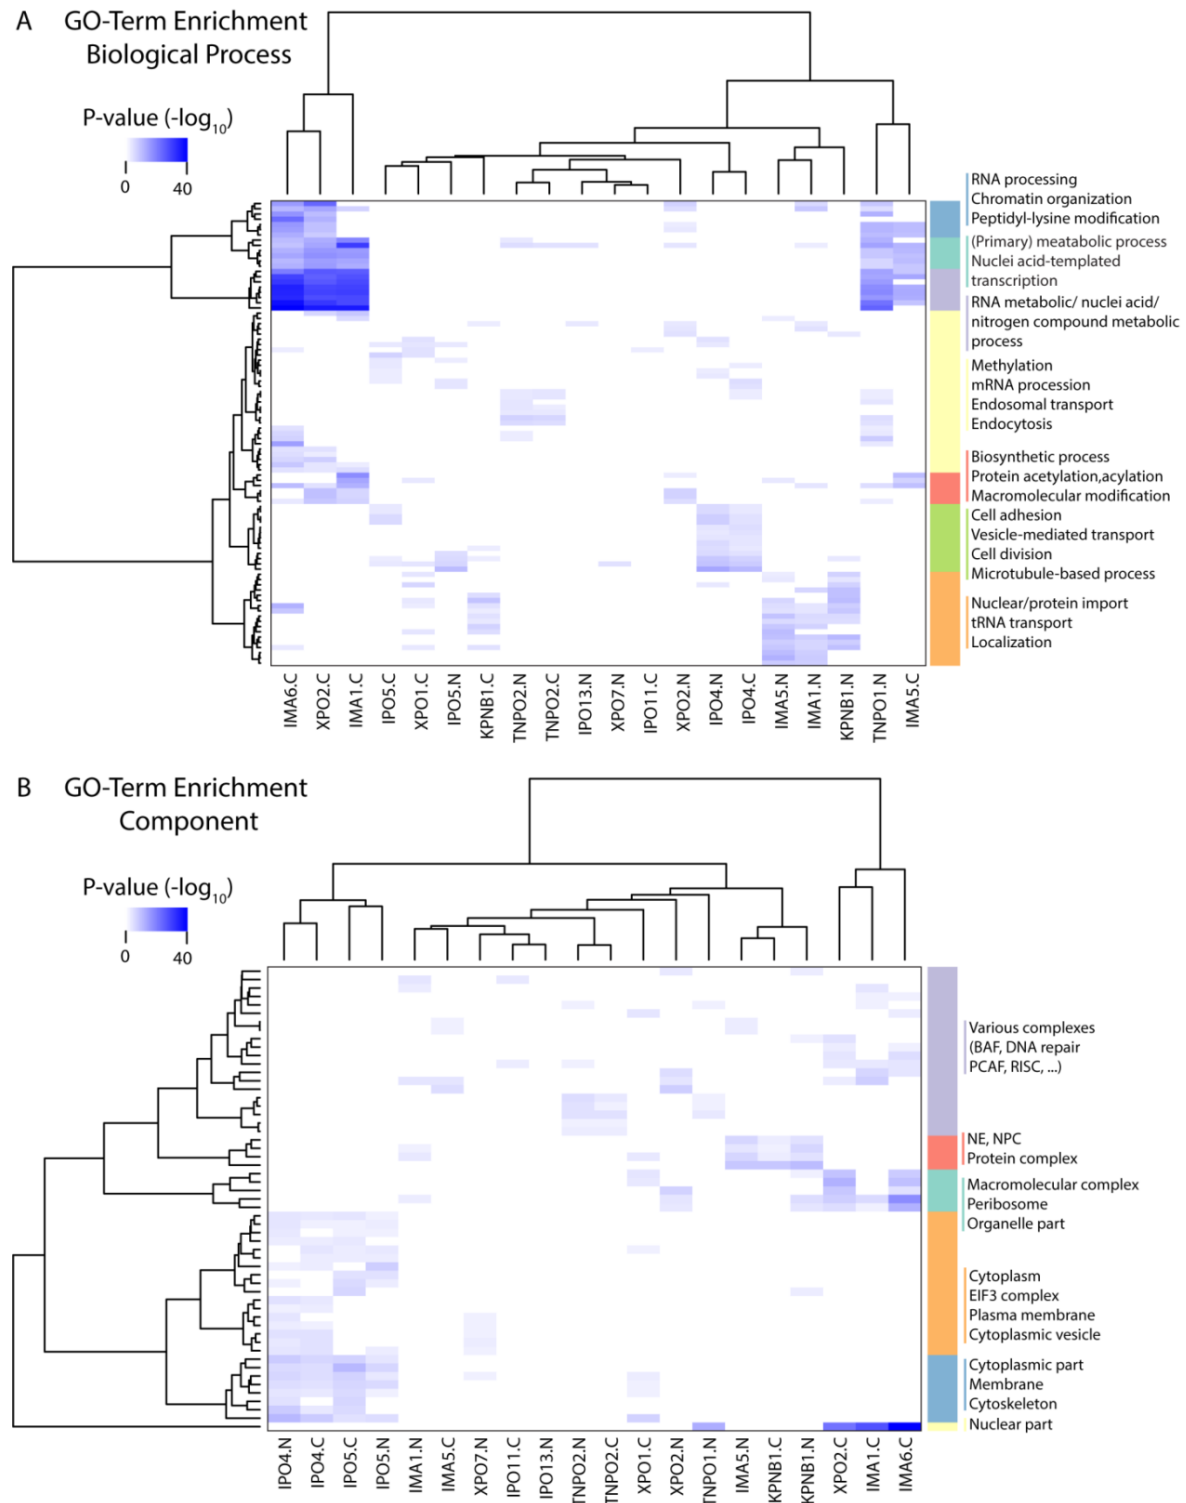 A GO-Term Enrichment
Biological Process
P-value (-log10)
0 40
RNA processing
Chromatin organization
Peptidyl-lysine modification
(Primary) meatabolic process
Nuclei acid-templated
transcription
RNA metabolic/ nuclei acid/
nitrogen compound metabolic
process
Methylation
mRNA procession
Endosomal transport
Endocytosis
Biosynthetic process
Protein acetylation,acylation
Macromolecular modification
Cell adhesion
Vesicle-mediated transport
Cell division
Microtubule-based process
Nuclear/protein import
tRNA transport
Localization
IMA6.C
XPO2.C
IMA1.C
IPO5.C
XPO1.C
IPO5.N
KPNB1.C
TNPO2.N
TNPO2.C
IPO13.N
XPO7.N
IPO11.C
XPO2.N
IPO4.N
IPO4.C
IMA5.N
IMA1.N
KPNB1.N
TNPO1.N
IMA5.C
B GO-Term Enrichment
Component
P-value (-log10)
0 40
Various complexes
(BAF, DNA repair
PCAF, RISC, ...)
NE, NPC
Protein complex
Macromolecular complex
Peribosome
Organelle part
Cytoplasm
EIF3 complex
Plasma membrane
Cytoplasmic vesicle
Cytoplasmic part
Membrane
Cytoskeleton
Nuclear part
IPO4.N
IPO4.C
IPO5.C
IPO5.N
IMA1.N
IMA5.C
XPO7.N
IPO11.C
IPO13.N
TNPO2.N
TNPO2.C
XPO1.C
XPO2.N
TNPO1.N
IMA5.N
KPNB1.C
KPNB1.N
XPO2.C
IMA1.C
IMA6.C